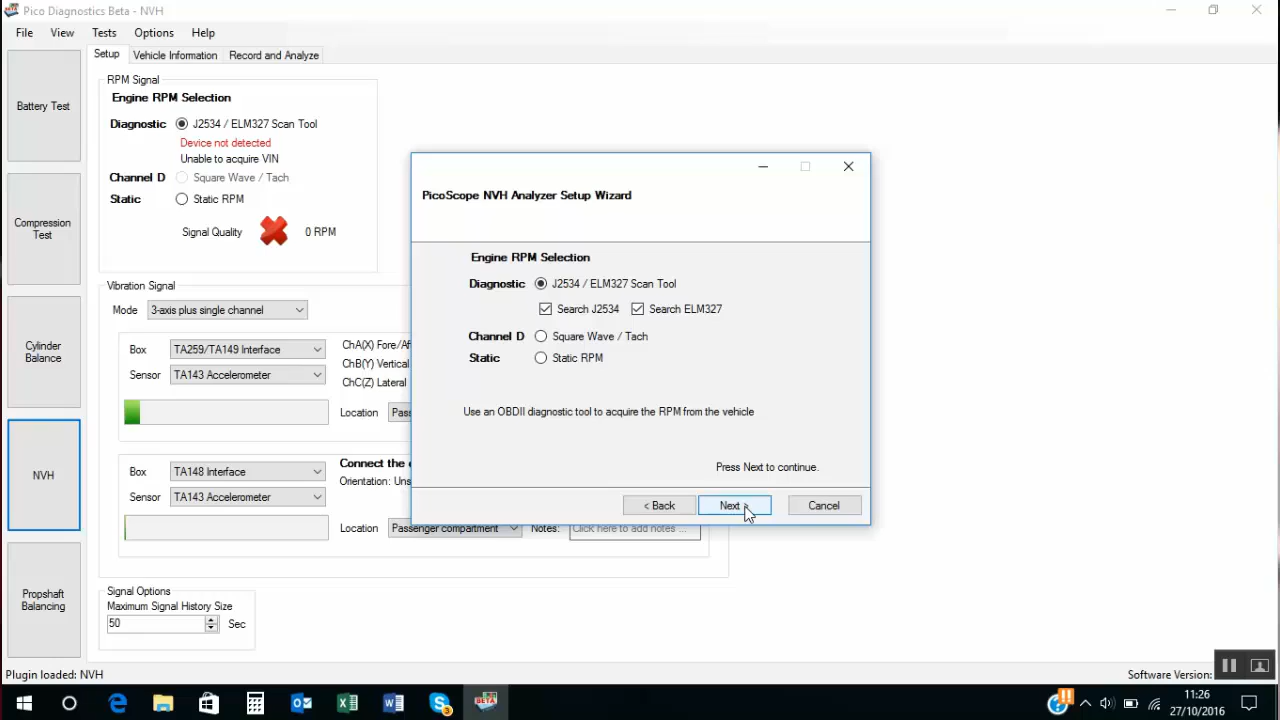 Pico Diagnostics Beta - NVH
File View Tests Options Help
Battery Test
Compression
Test
Cylinder
Balance
NVH
Propshaft
Balancing
Setup Vehicle Information Record and Analyze
RPM Signal
Engine RPM Selection
Diagnostic J2534 / ELM327 Scan Tool
Device not detected
Unable to acquire VIN
Channel D Square Wave / Tach
Static Static RPM
Signal Quality 0 RPM
Vibration Signal
Mode 3-axis plus single channel
Box TA259/TA149 Interface ChA(X) Fore/Af
ChB(Y) Vertical
Sensor TA143 Accelerometer ChC(Z) Lateral
Location Pass
Box TA148 Interface Connect the
Sensor TA143 Accelerometer Orientation: Uns
Location Passenger compartment Notes: Click here to add notes ...
Signal Options
Maximum Signal History Size
50 Sec
PicoScope NVH Analyzer Setup Wizard
Engine RPM Selection
Diagnostic J2534 / ELM327 Scan Tool
Search J2534 Search ELM327
Channel D Square Wave / Tach
Static Static RPM
Use an OBDII diagnostic tool to acquire the RPM from the vehicle
Press Next to continue.
< Back Next > Cancel
Plugin loaded: NVH Software Version:
BETA
11:26
27/10/2016